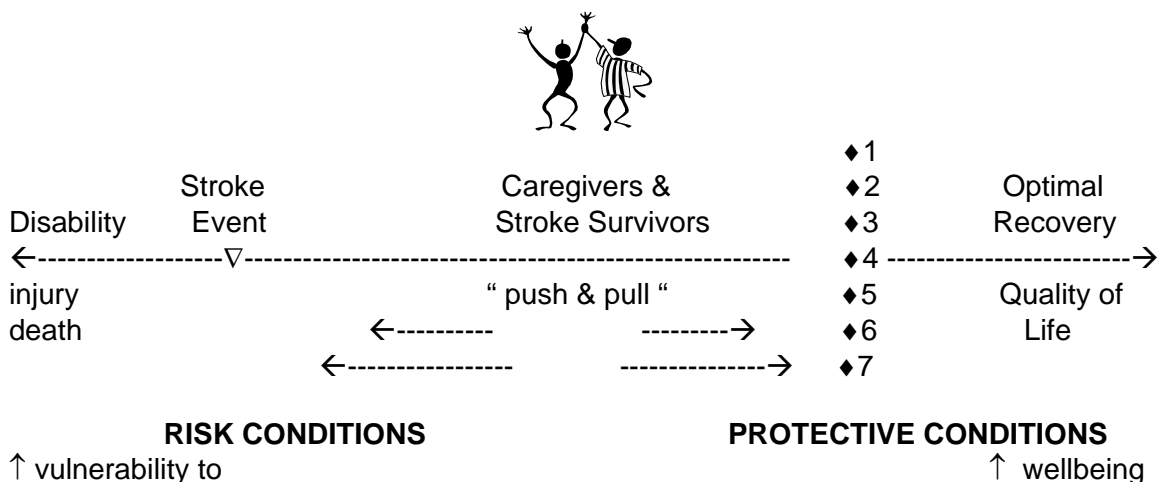 ♦1
Stroke Caregivers & ♦2 Optimal
Disability Event Stroke Survivors ♦3 Recovery
←-------------------∇-------------------------------------------------------- ♦4 -------------------------→
injury “ push & pull “ ♦5 Quality of
death ←---------- ---------→ ♦6 Life
←----------------- ---------------→ ♦7
RISK CONDITIONS PROTECTIVE CONDITIONS
↑ vulnerability to ↑ wellbeing